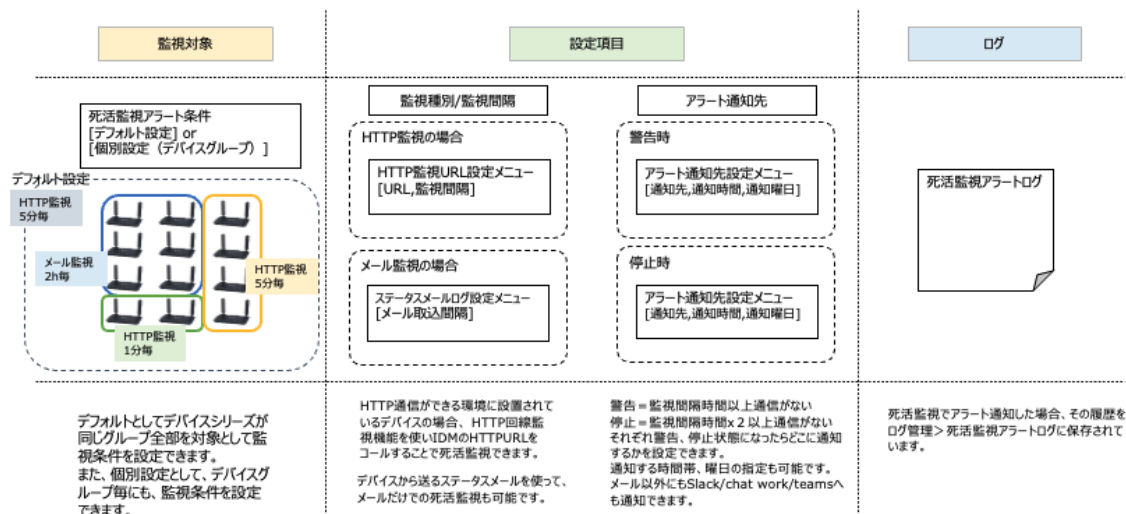 監視対象
設定項目
ログ
死活監視アラート条件
[デフォルト設定] or
[個別設定（デバイスグループ）]
デフォルト設定
HTTP監視
5分毎
メール監視
2h毎
HTTP監視
5分毎
HTTP監視
1分毎
監視種別/監視間隔
HTTP監視の場合
HTTP監視URL設定メニュー
[URL,監視間隔]
メール監視の場合
ステータスメールログ設定メニュー
[メール取込間隔]
アラート通知先
警告時
アラート通知先設定メニュー
[通知先,通知時間,通知曜日]
停止時
アラート通知先設定メニュー
[通知先,通知時間,通知曜日]
死活監視アラートログ
デフォルトとしてデバイスシリーズが
同じグループ全部を対象として監
視条件を設定できます。
また、個別設定として、デバイスグ
ループ毎にも、監視条件を設定
できます。
HTTP通信ができる環境に設置されて
いるデバイスの場合、HTTP回線監
視機能を使いIDMのHTTPURLを
コールすることで死活監視できます。
デバイスから送るステータスメールを使って、
メールだけでの死活監視も可能です。
警告＝監視間隔時間以上通信がない
停止＝監視間隔時間x２以上通信がない
それぞれ警告、停止状態になったらどこに通知
するかを設定できます。
通知する時間帯、曜日の指定も可能です。
メール以外にもSlack/chat work/teamsへ
も通知できます。
死活監視でアラート通知した場合、その履歴を
ログ管理＞死活監視アラートログに保存されて
います。